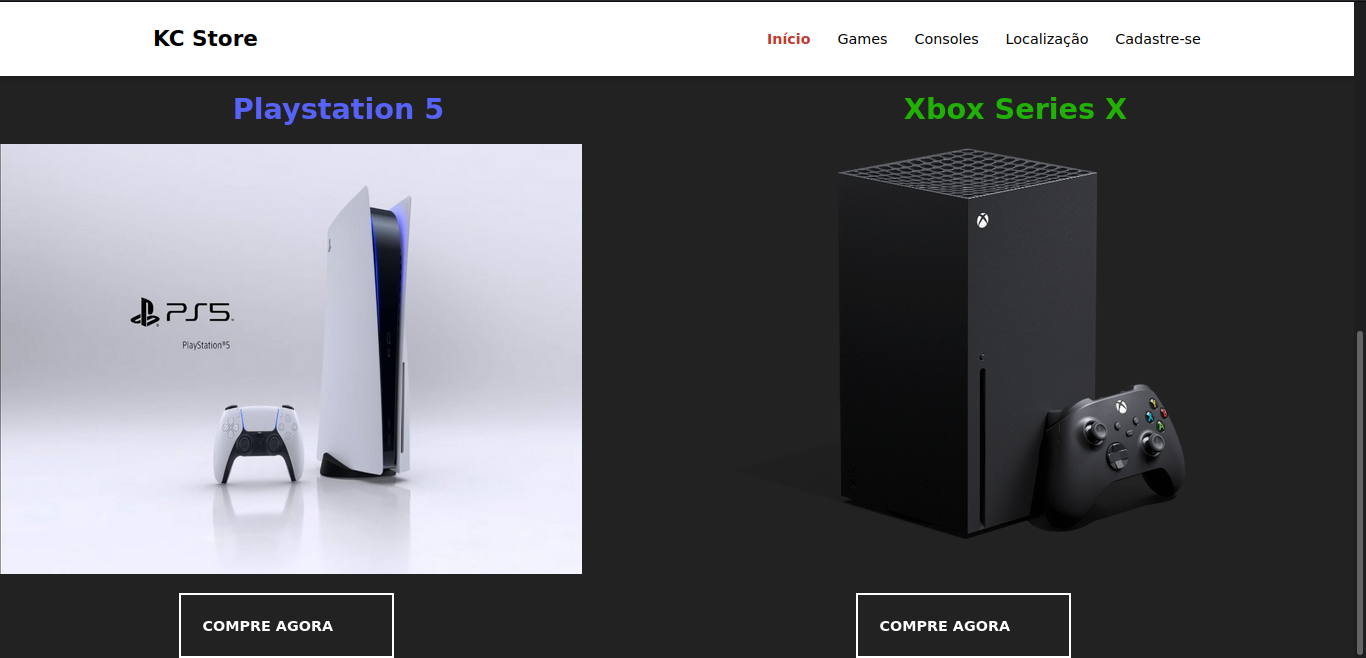 KC Store
Início Games Consoles Localização Cadastre-se
Playstation 5
Xbox Series X
PS5
PlayStation®5
COMPRE AGORA
COMPRE AGORA